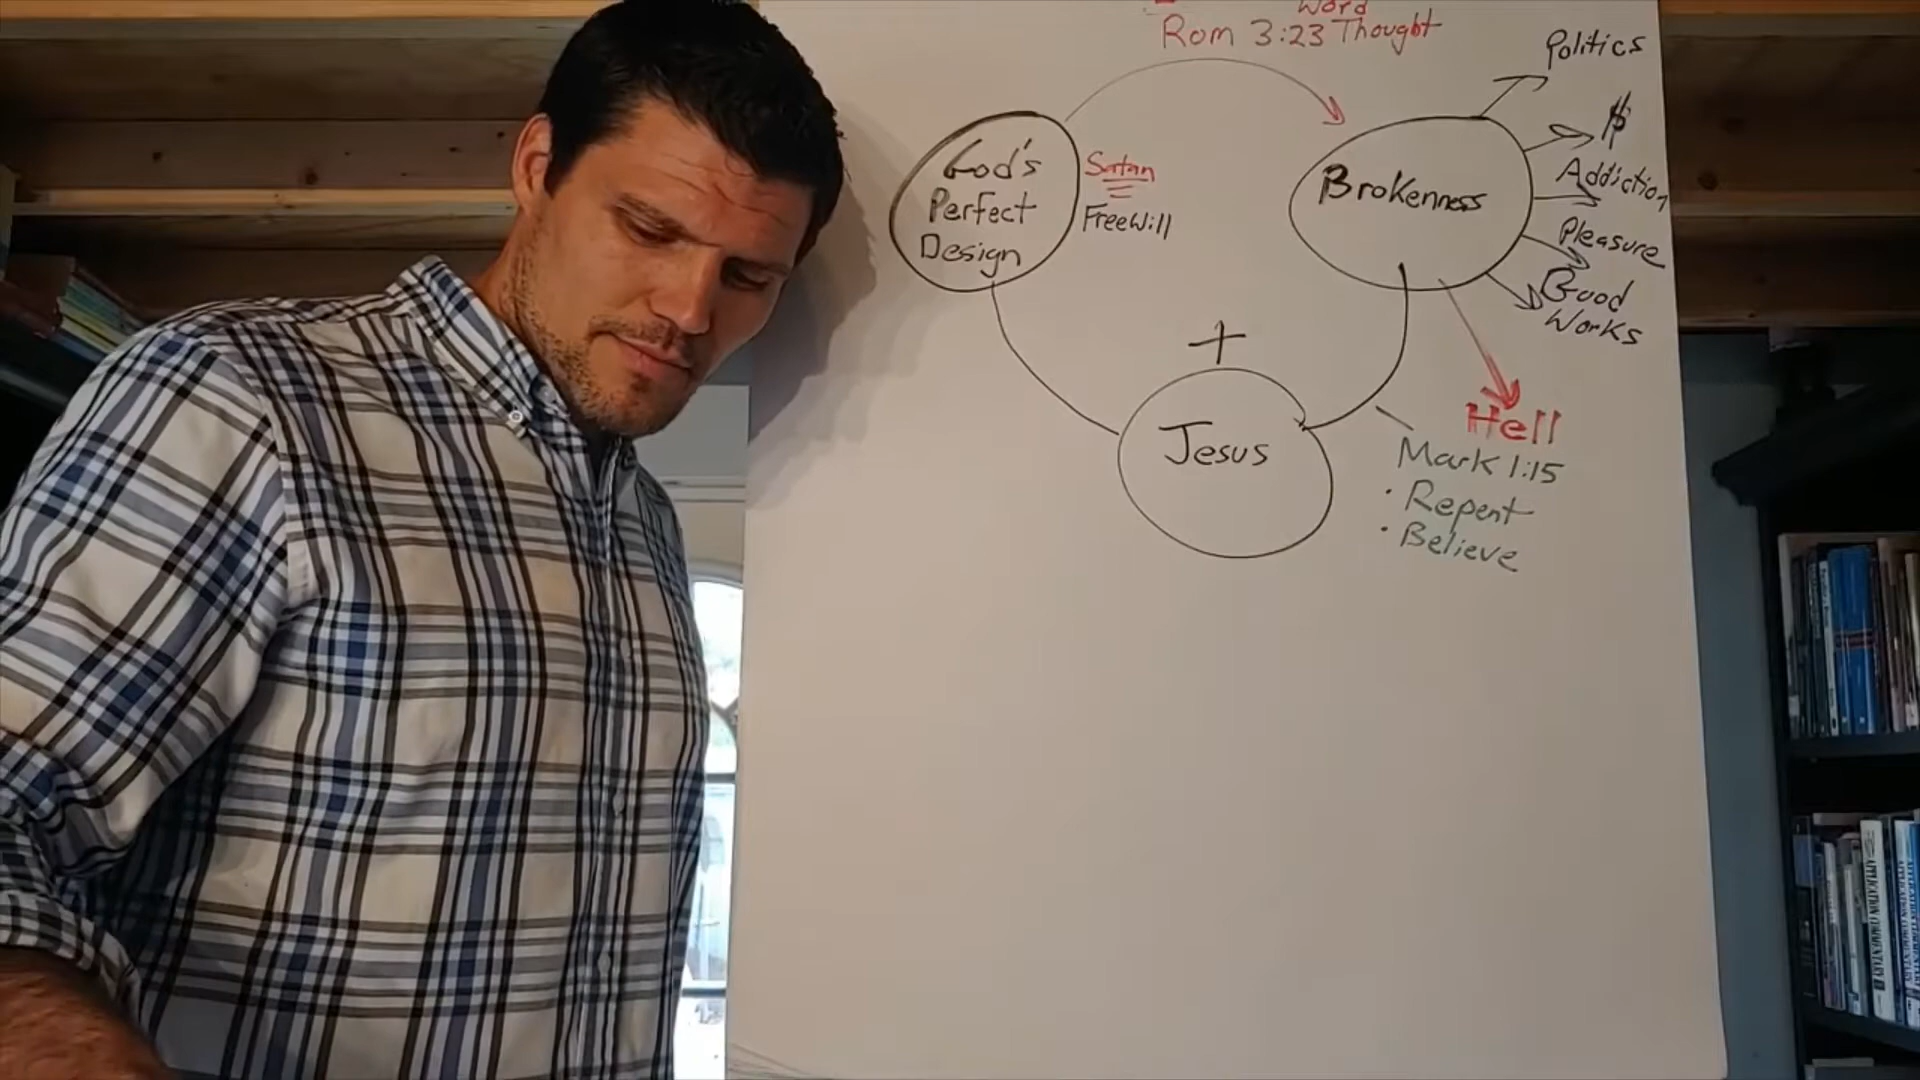 Word
Rom 3:23 Thought
God's
Perfect
Design
Satan
FreeWill
Brokenness
Politics
$
Addiction
Pleasure
Good
Works
Hell
Jesus
Mark 1:15
· Repent
· Believe